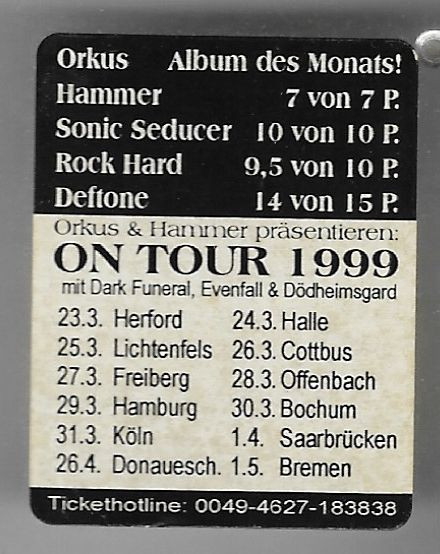 Orkus Album des Monats!
Hammer 7 von 7 P.
Sonic Seducer 10 von 10 P.
Rock Hard 9,5 von 10 P.
Deftone 14 von 15 P.
Orkus & Hammer präsentieren:
ON TOUR 1999
mit Dark Funeral, Evenfall & Dödheimsgard
23.3. Herford 24.3. Halle
25.3. Lichtenfels 26.3. Cottbus
27.3. Freiberg 28.3. Offenbach
29.3. Hamburg 30.3. Bochum
31.3. Köln 1.4. Saarbrücken
26.4. Donauesch. 1.5. Bremen
Tickethotline: 0049-4627-183838